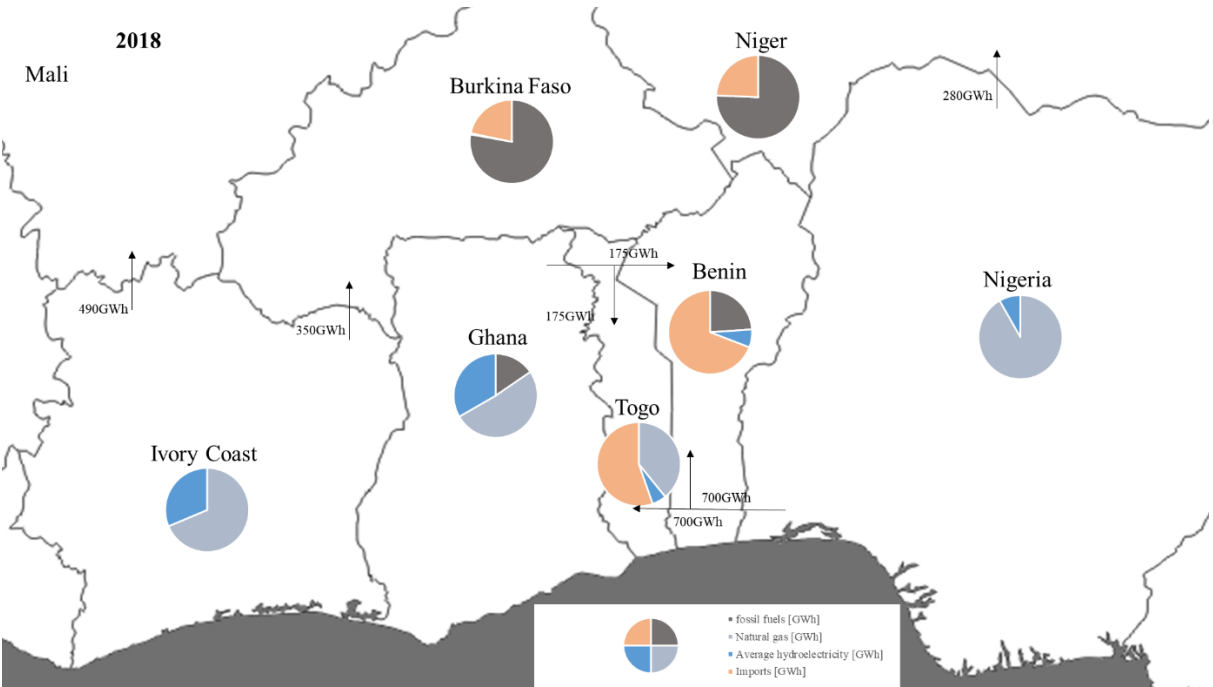 2018
Niger
Mali
Burkina Faso
280GWh
175GWh
Benin
Nigeria
490GWh
175GWh
350GWh
Ghana
Togo
Ivory Coast
700GWh
700GWh
fossil fuels [GWh]
Natural gas [GWh]
Average hydroelectricity [GWh]
Imports [GWh]